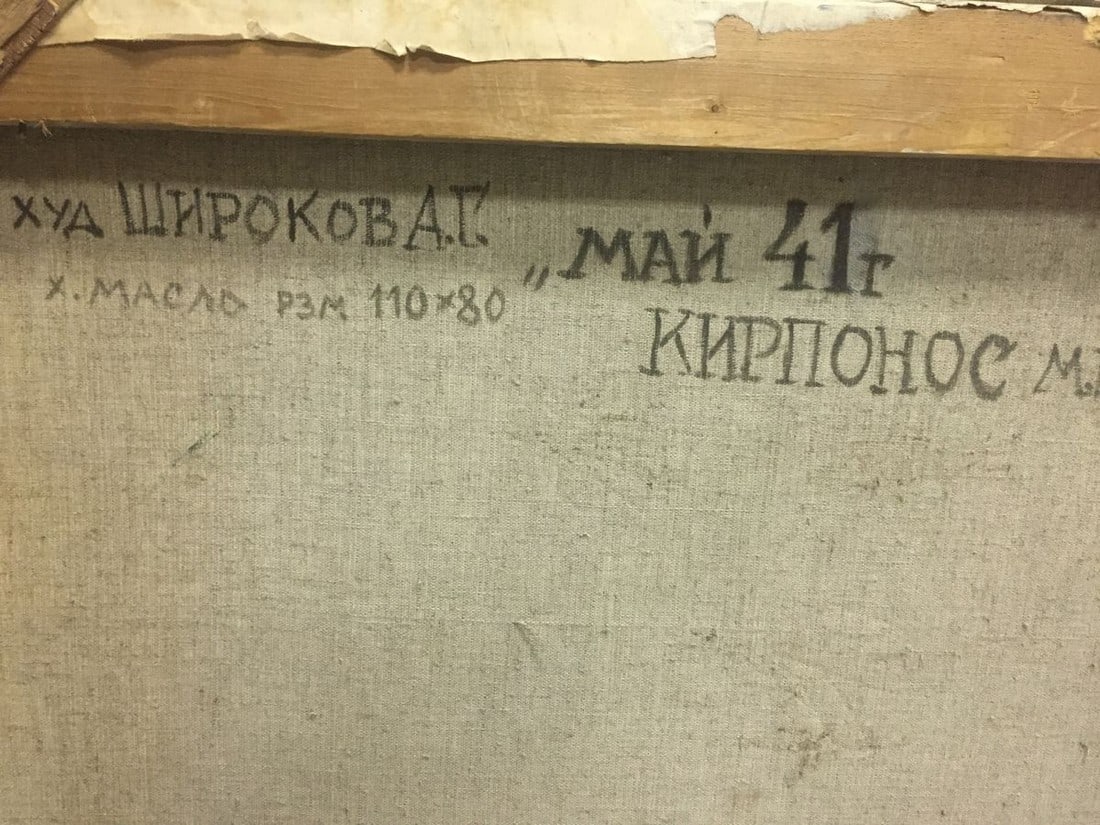 худ ШИРОКОВ А.Г.
х. МАСЛО рзм 110×80
„МАЙ 41г
КИРПОНОС М.